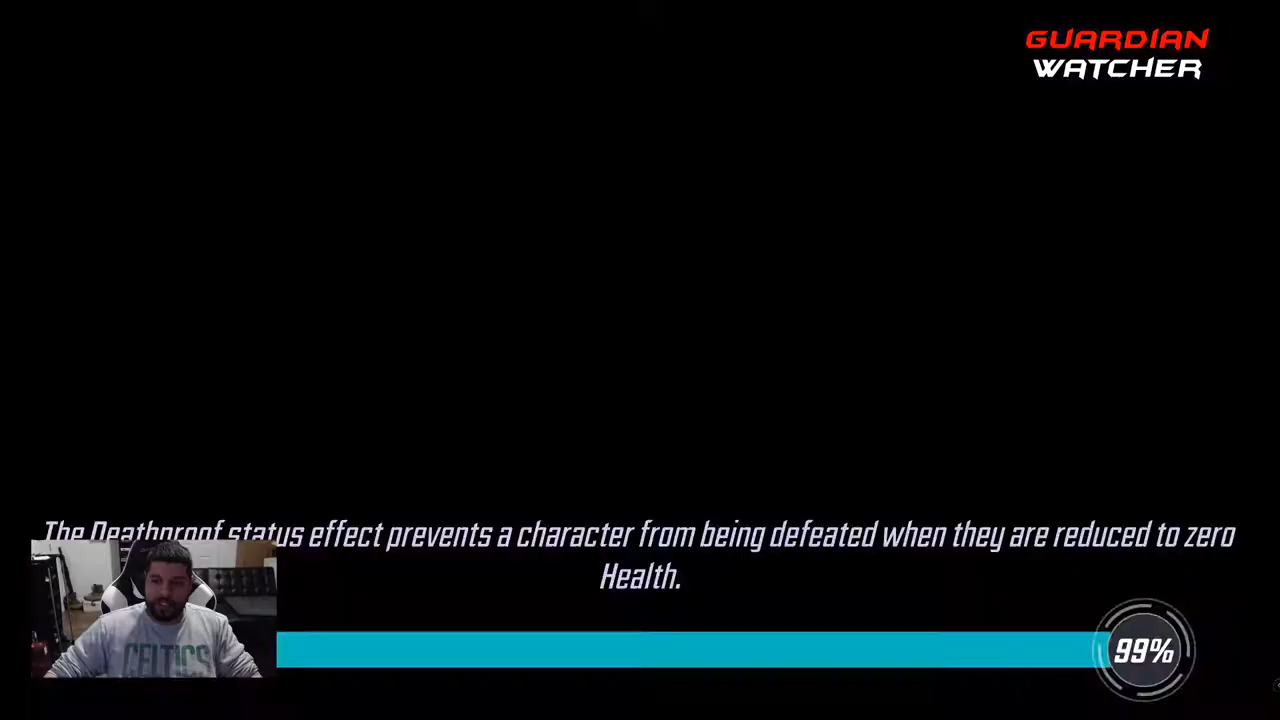 GUARDIAN
WATCHER
The Deathproof status effect prevents a character from being defeated when they are reduced to zero
Health.
CELTICS
99%